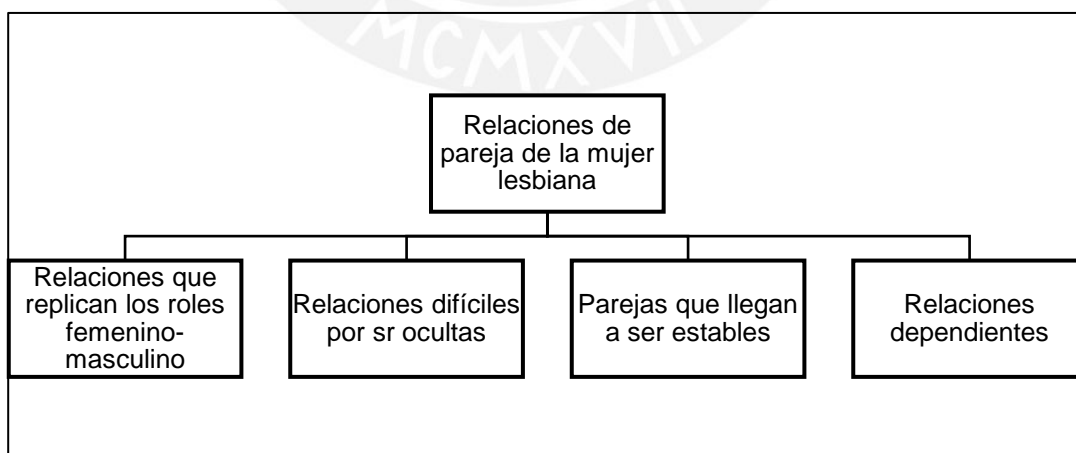 MCMXVII
Relaciones de
pareja de la mujer
lesbiana
Relaciones que
replican los roles
femenino-
masculino
Relaciones difíciles
por sr ocultas
Parejas que llegan
a ser estables
Relaciones
dependientes